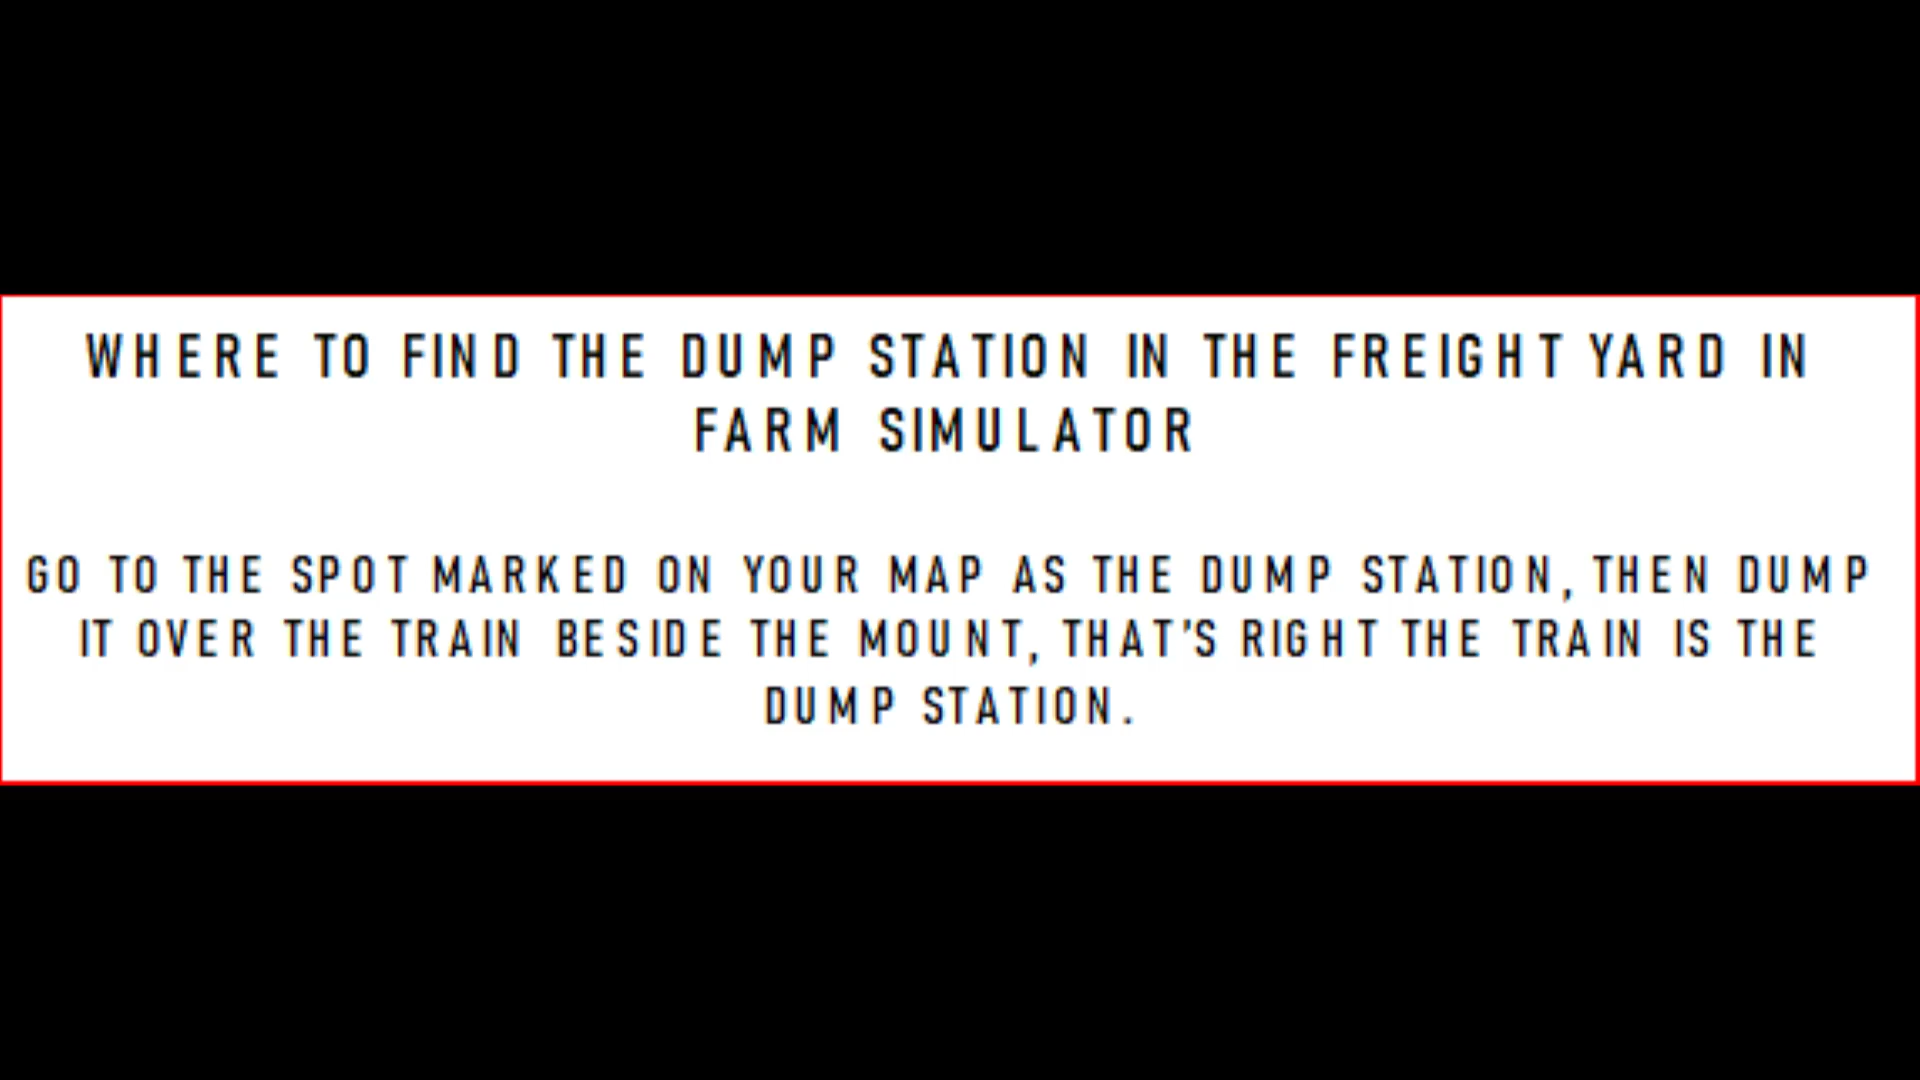 WHERE TO FIND THE DUMP STATION IN THE FREIGHT YARD IN
FARM SIMULATOR
GO TO THE SPOT MARKED ON YOUR MAP AS THE DUMP STATION, THEN DUMP
IT OVER THE TRAIN BESIDE THE MOUNT, THAT'S RIGHT THE TRAIN IS THE
DUMP STATION.